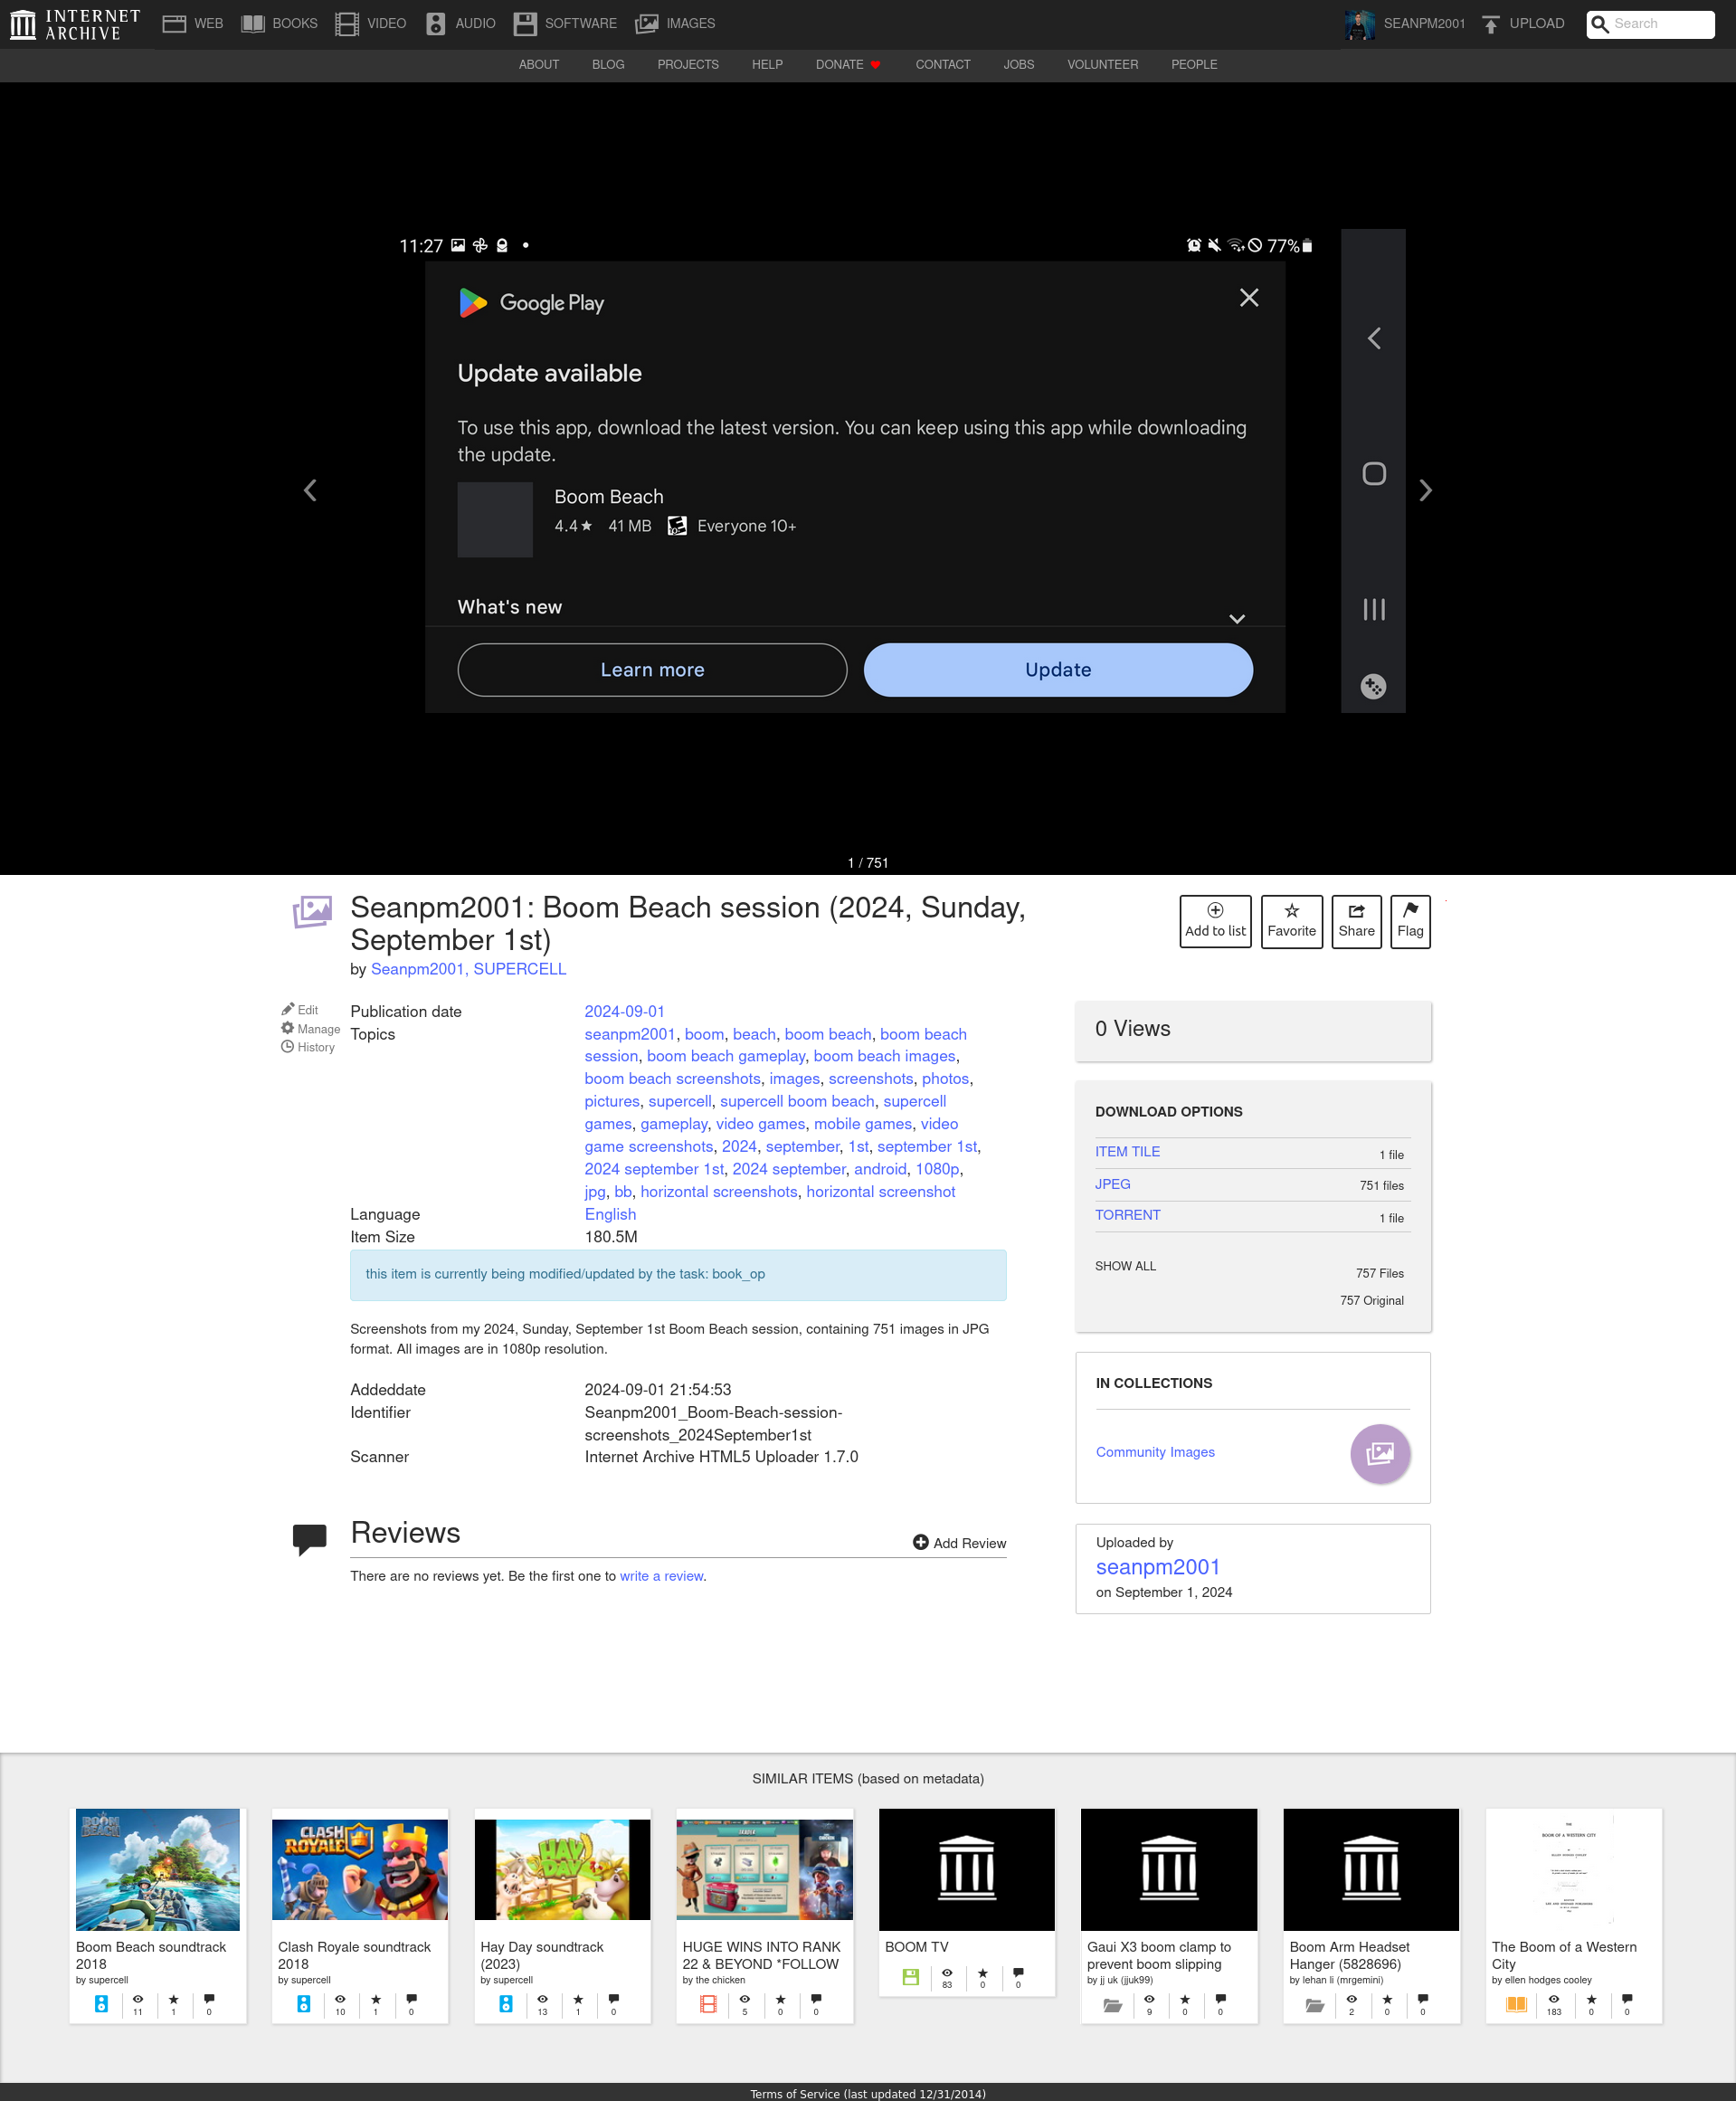 INTERNET
ARCHIVE
WEB BOOKS VIDEO AUDIO SOFTWARE IMAGES SEANPM2001 UPLOAD Search
ABOUT BLOG PROJECTS HELP DONATE CONTACT JOBS VOLUNTEER PEOPLE
11:27 77%
Google Play
Update available
To use this app, download the latest version. You can keep using this app while downloading
the update.
Boom Beach
4.4★ 41 MB Everyone 10+
What's new
Learn more Update
1 / 751
Seanpm2001: Boom Beach session (2024, Sunday,
September 1st)
by Seanpm2001, SUPERCELL
Add to list Favorite Share Flag
Edit
Manage
History
Publication date 2024-09-01
Topics seanpm2001, boom, beach, boom beach, boom beach
session, boom beach gameplay, boom beach images,
boom beach screenshots, images, screenshots, photos,
pictures, supercell, supercell boom beach, supercell
games, gameplay, video games, mobile games, video
game screenshots, 2024, september, 1st, september 1st,
2024 september 1st, 2024 september, android, 1080p,
jpg, bb, horizontal screenshots, horizontal screenshot
Language English
Item Size 180.5M
this item is currently being modified/updated by the task: book_op
Screenshots from my 2024, Sunday, September 1st Boom Beach session, containing 751 images in JPG
format. All images are in 1080p resolution.
Addeddate 2024-09-01 21:54:53
Identifier Seanpm2001_Boom-Beach-session-
screenshots_2024September1st
Scanner Internet Archive HTML5 Uploader 1.7.0
Reviews
Add Review
There are no reviews yet. Be the first one to write a review.
0 Views
DOWNLOAD OPTIONS
ITEM TILE 1 file
JPEG 751 files
TORRENT 1 file
SHOW ALL 757 Files
757 Original
IN COLLECTIONS
Community Images
Uploaded by
seanpm2001
on September 1, 2024
SIMILAR ITEMS (based on metadata)
BOOM
BEACH
Boom Beach soundtrack
2018
by supercell
11 1 0
CLASH
ROYALE
Clash Royale soundtrack
2018
by supercell
10 1 0
HAY
DAY
Hay Day soundtrack
(2023)
by supercell
13 1 0
HUGE WINS INTO RANK
22 & BEYOND *FOLLOW
by the chicken
5 0 0
BOOM TV
83 0 0
Gaui X3 boom clamp to
prevent boom slipping
by jj uk (jjuk99)
9 0 0
Boom Arm Headset
Hanger (5828696)
by lehan li (mrgemini)
2 0 0
THE
BOOM OF A WESTERN CITY
The Boom of a Western
City
by ellen hodges cooley
183 0 0
Terms of Service (last updated 12/31/2014)